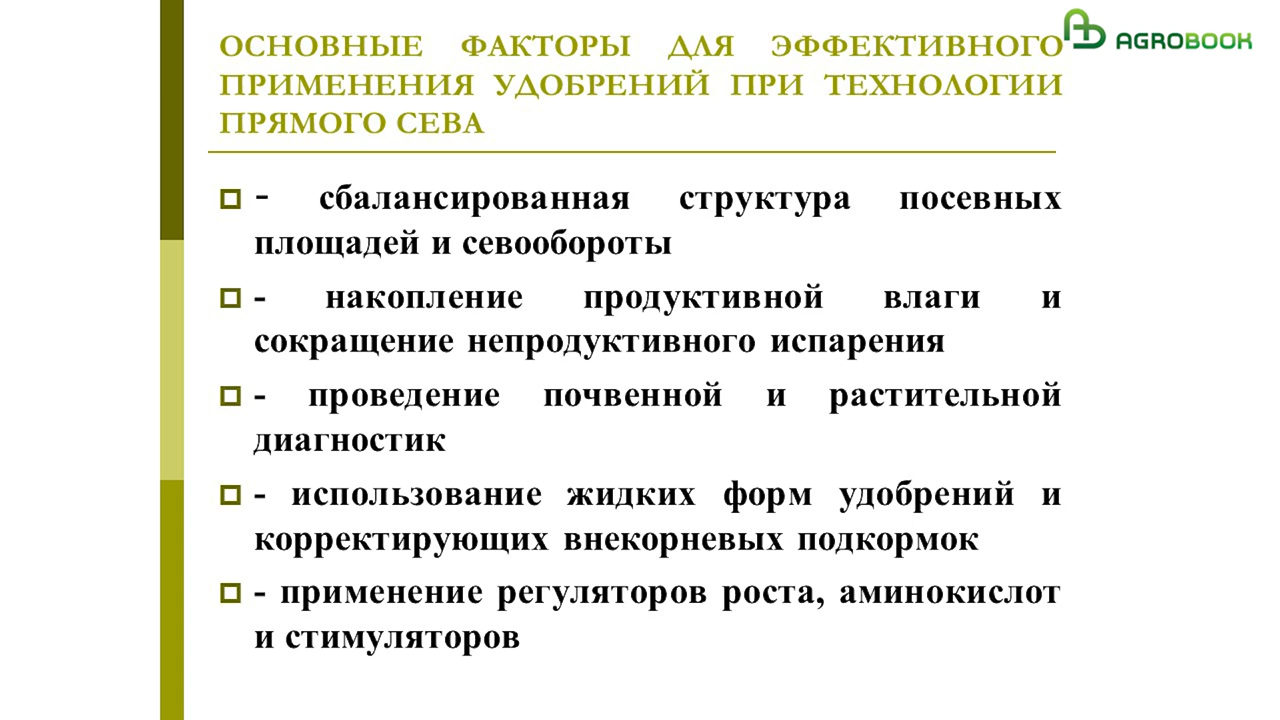 ОСНОВНЫЕ ФАКТОРЫ ДЛЯ ЭФФЕКТИВНОГО
ПРИМЕНЕНИЯ УДОБРЕНИЙ ПРИ ТЕХНОЛОГИИ
ПРЯМОГО СЕВА
AGROBOOK
- сбалансированная структура посевных
площадей и севообороты
- накопление продуктивной влаги и
сокращение непродуктивного испарения
- проведение почвенной и растительной
диагностик
- использование жидких форм удобрений и
корректирующих внекорневых подкормок
- применение регуляторов роста, аминокислот
и стимуляторов